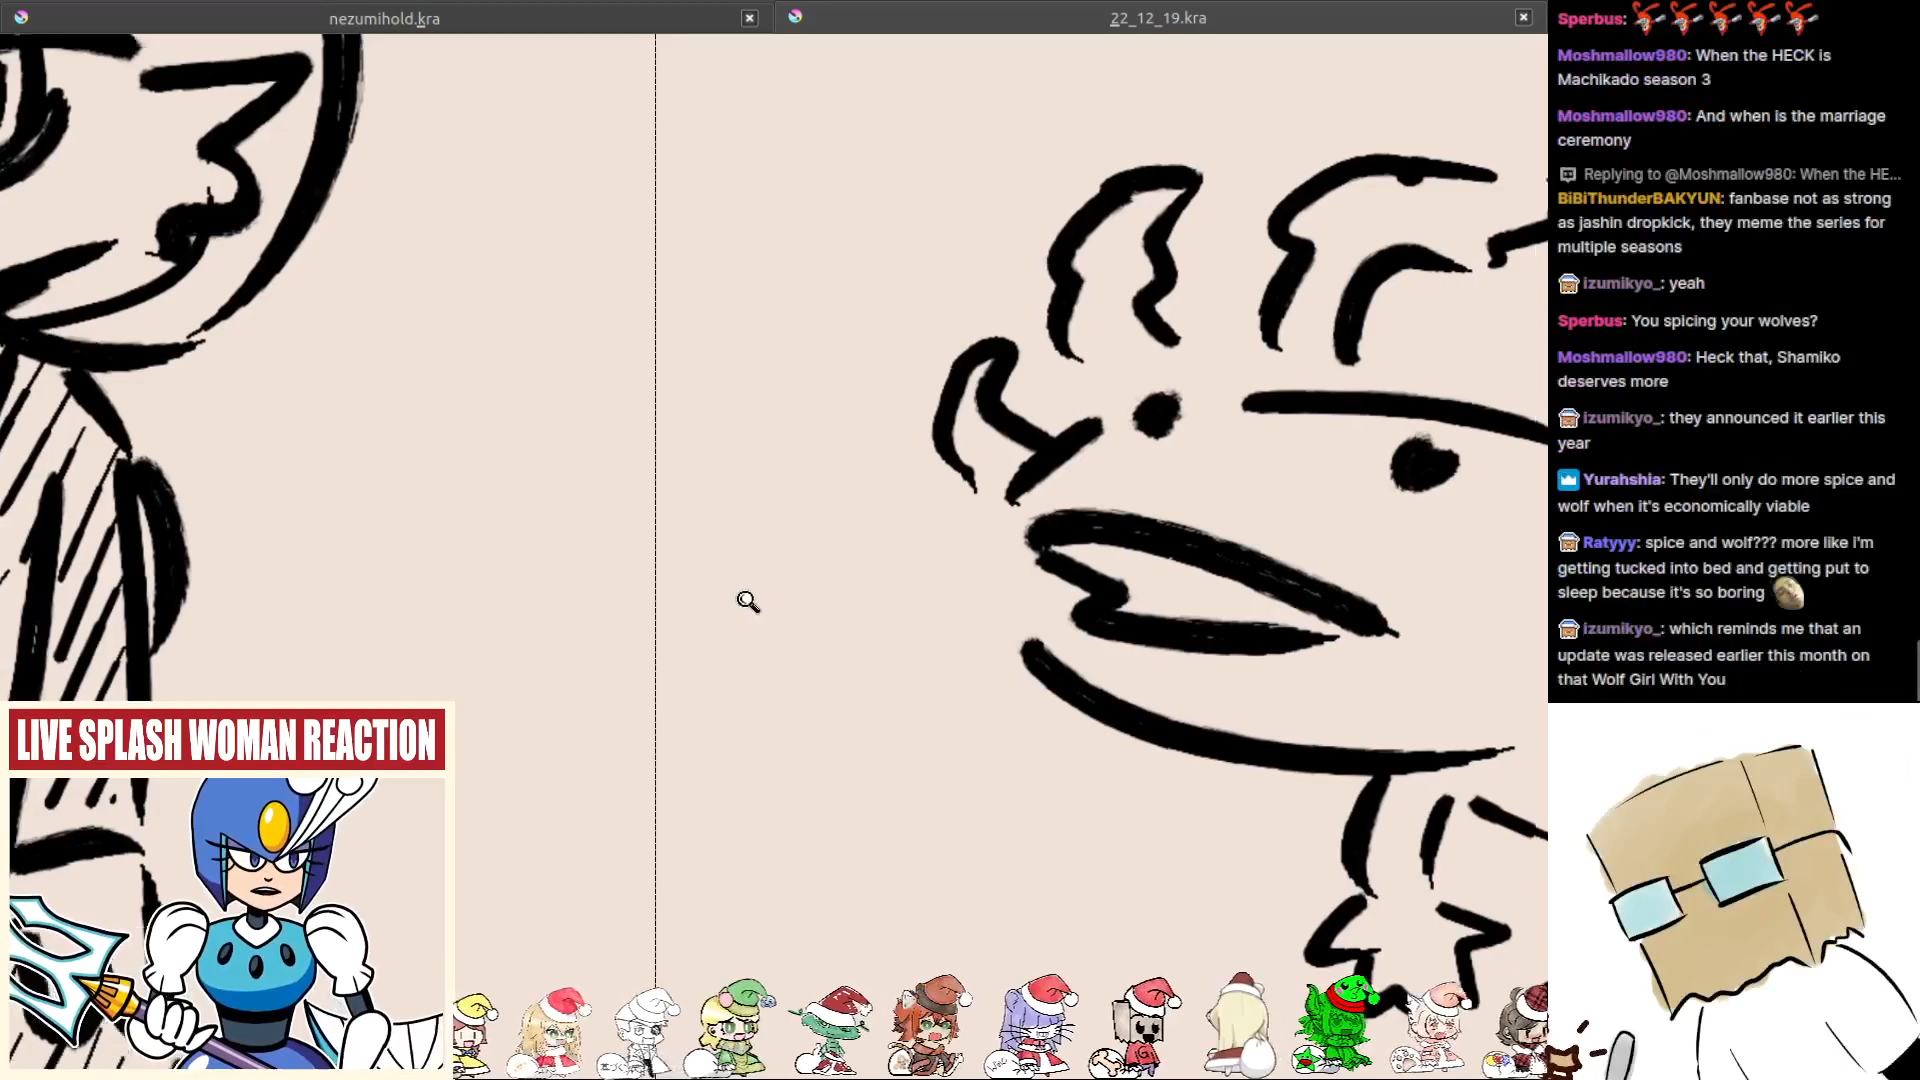 nezumihold.kra
22_12_19.kra
Sperbus:
Moshmallow980: When the HECK is
Machikado season 3
Moshmallow980: And when is the marriage
ceremony
Replying to @Moshmallow980: When the HE...
BiBiThunderBAKYUN: fanbase not as strong
as jashin dropkick, they meme the series for
multiple seasons
izumikyo_: yeah
Sperbus: You spicing your wolves?
Moshmallow980: Heck that, Shamiko
deserves more
izumikyo_: they announced it earlier this
year
Yurahshia: They'll only do more spice and
wolf when it's economically viable
Ratyyy: spice and wolf??? more like i'm
getting tucked into bed and getting put to
sleep because it's so boring
izumikyo_: which reminds me that an
update was released earlier this month on
that Wolf Girl With You
LIVE SPLASH WOMAN REACTION